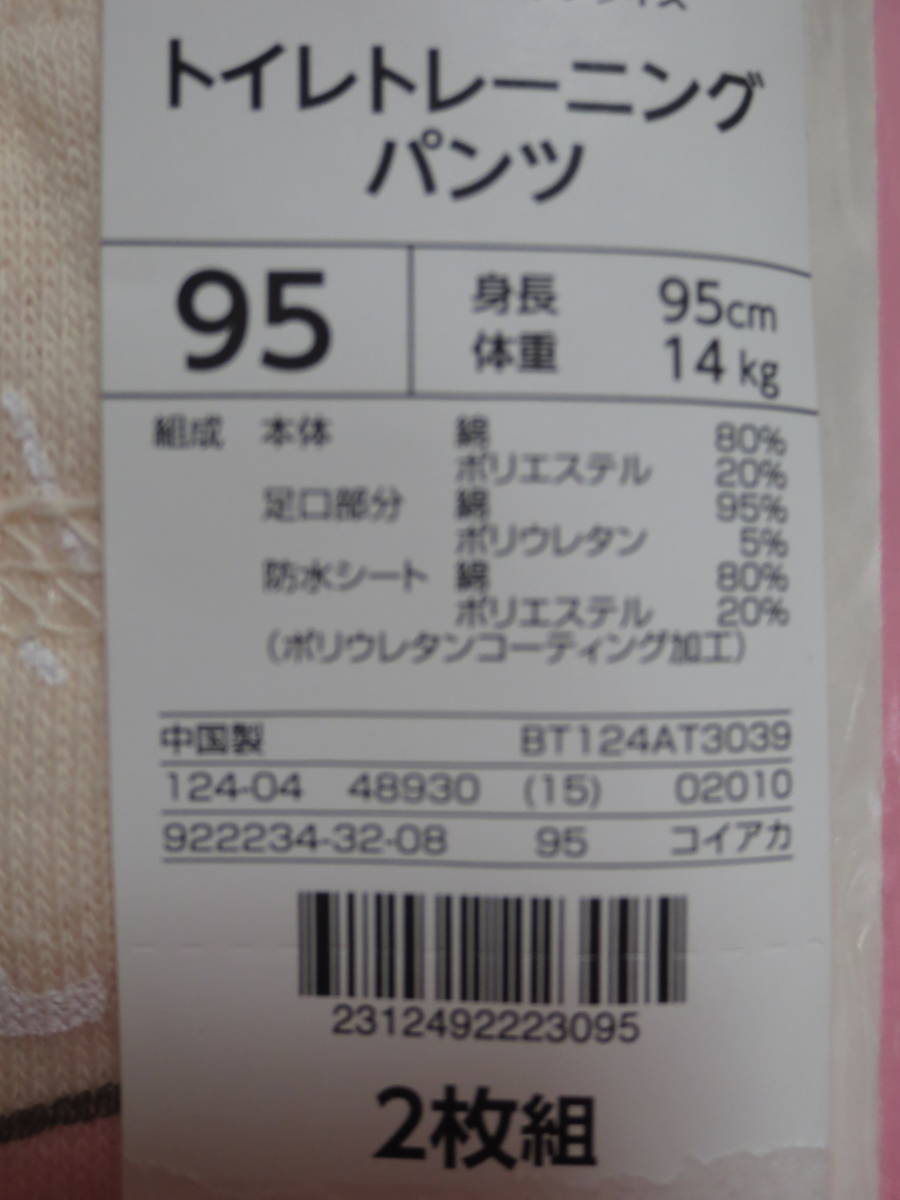 トイレトレーニング
パンツ
95
身長 95cm
体重 14kg
組成 本体 綿 80%
ポリエステル 20%
足口部分 綿 95%
ポリウレタン 5%
防水シート 綿 80%
ポリエステル 20%
(ポリウレタンコーティング加工)
中国製 BT124AT3039
124-04 48930 (15) 02010
922234-32-08 95 コイアカ
2312492223095
2枚組